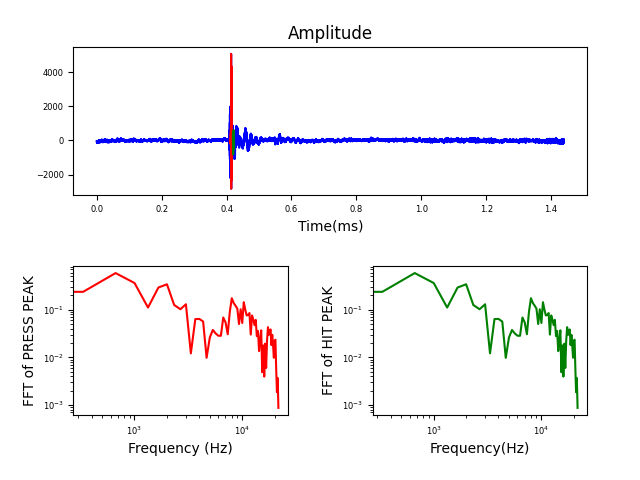 Amplitude
4000
2000
0
−2000
0.0 0.2 0.4 0.6 0.8 1.0 1.2 1.4
Time(ms)
FFT of PRESS PEAK
10⁻¹
10⁻²
10⁻³
10³ 10⁴
Frequency (Hz)
FFT of HIT PEAK
10⁻¹
10⁻²
10⁻³
10³ 10⁴
Frequency(Hz)